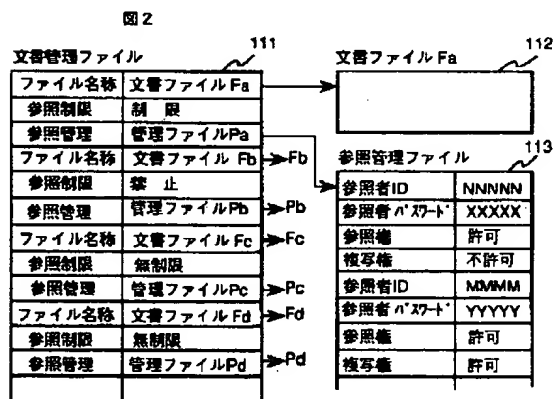 図2
文書管理ファイル 111
ファイル名称 文書ファイルFa
参照制限 制 限
参照管理 管理ファイルPa
ファイル名称 文書ファイル Fb Fb
参照制限 禁 止
参照管理 管理ファイルPb Pb
ファイル名称 文書ファイル Fc Fc
参照制限 無制限
参照管理 管理ファイルPc Pc
ファイル名称 文書ファイル Fd Fd
参照制限 無制限
参照管理 管理ファイルPd Pd
文書ファイル Fa 112
参照管理ファイル 113
参照者ID NNNNN
参照者パスワード XXXXX
参照権 許可
複写権 不許可
参照者ID MMMM
参照者パスワード YYYYY
参照権 許可
複写権 許可